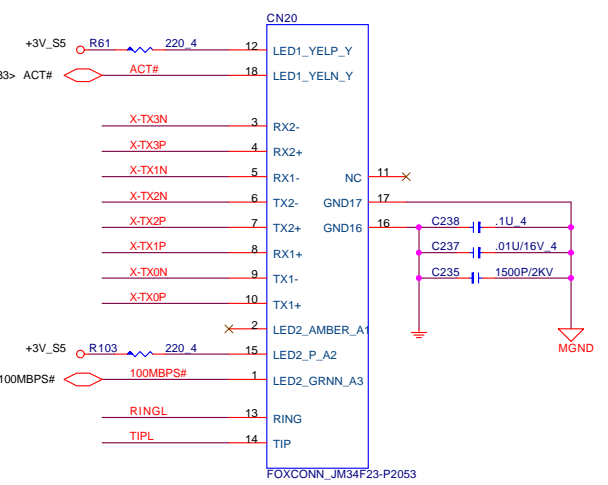 CN20
+3V_S5 R61 220_4 12 LED1_YELP_Y
33> ACT# ACT# 18 LED1_YELN_Y
X-TX3N 3 RX2-
X-TX3P 4 RX2+
X-TX1N 5 RX1- NC 11
X-TX2N 6 TX2- GND17 17
X-TX2P 7 TX2+ GND16 16 C238 .1U_4
X-TX1P 8 RX1+ C237 .01U/16V_4
X-TX0N 9 TX1- C235 1500P/2KV
X-TX0P 10 TX1+
2 LED2_AMBER_A1
+3V_S5 R103 220_4 15 LED2_P_A2 MGND
100MBPS# 100MBPS# 1 LED2_GRNN_A3
RINGL 13 RING
TIPL 14 TIP
FOXCONN_JM34F23-P2053